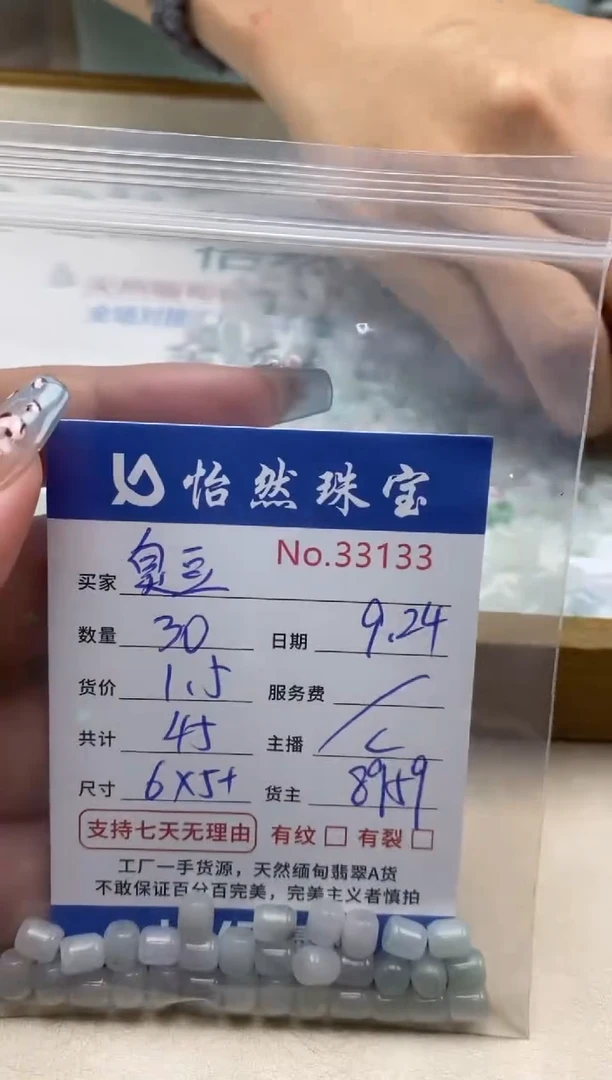 怡然珠宝
No.33133
买家 臭豆
数量 30 日期 9.24
货价 1.5 服务费 /
共计 45 主播 C
尺寸 6X5+ 货主 8959
支持七天无理由 有纹 □ 有裂 □
工厂一手货源，天然缅甸翡翠A货
不敢保证百分百完美，完美主义者慎拍